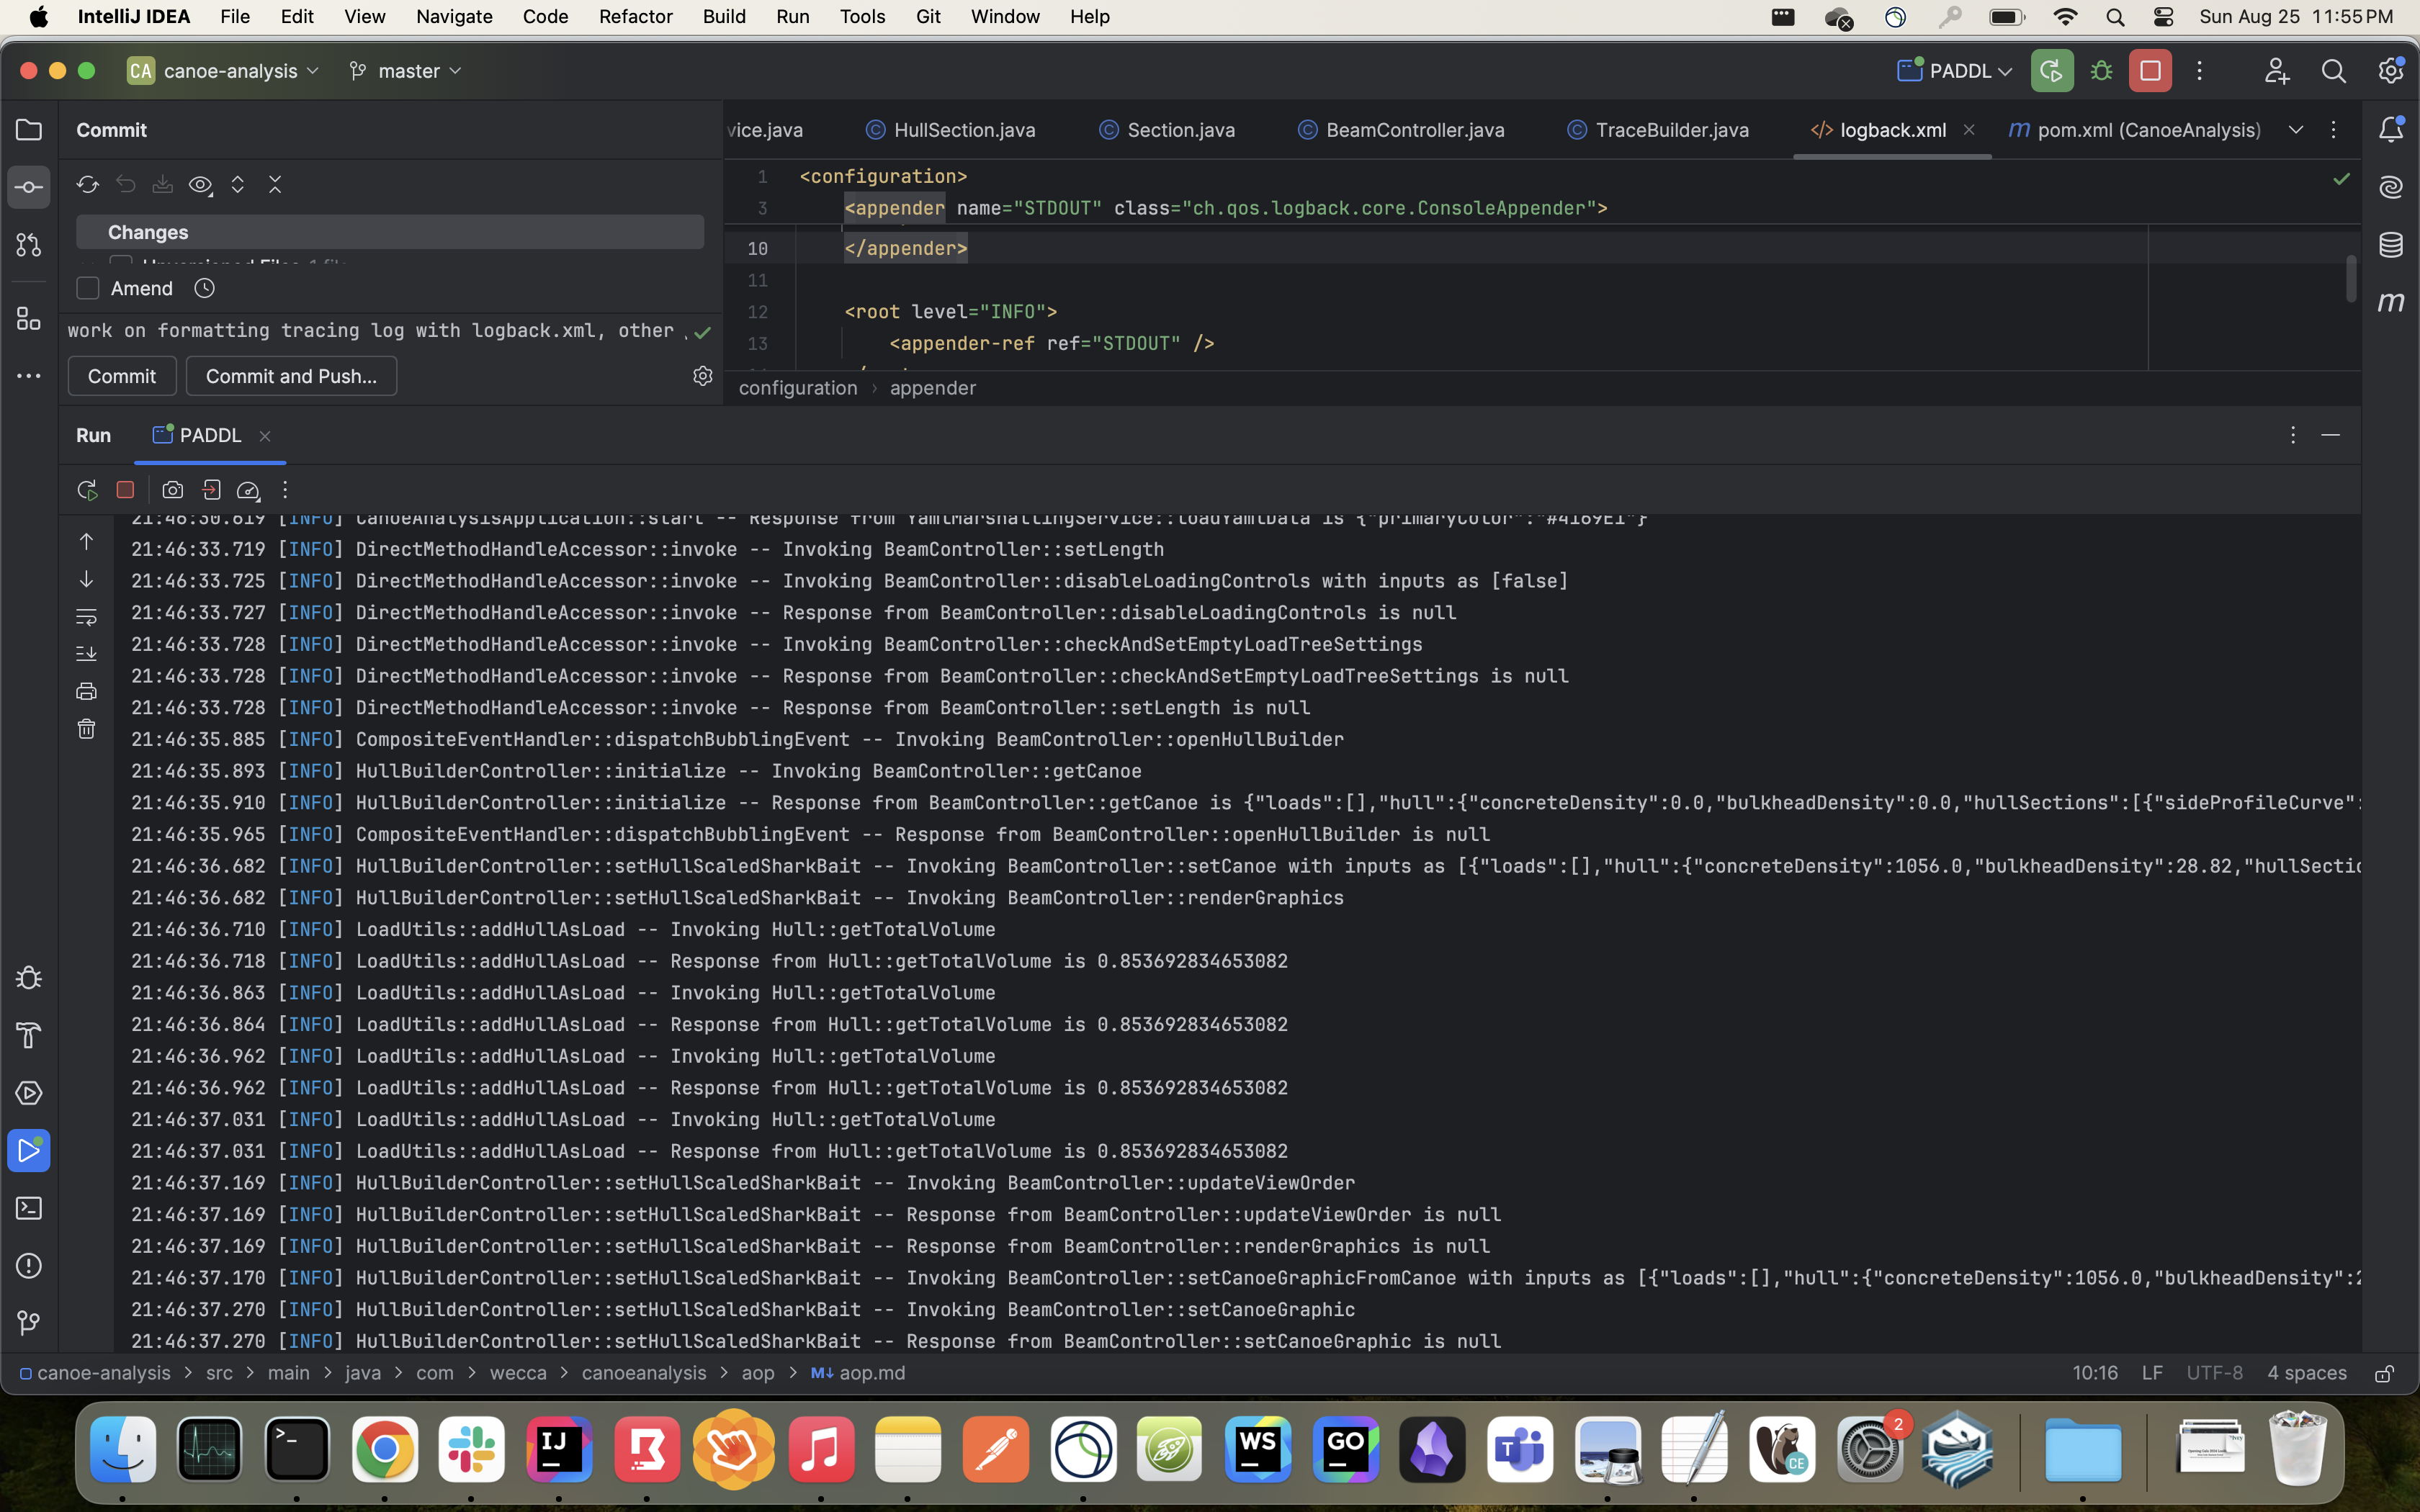 IntelliJ IDEA File Edit View Navigate Code Refactor Build Run Tools Git Window Help Sun Aug 25 11:55 PM
CA canoe-analysis master PADDL
Commit
vice.java HullSection.java Section.java BeamController.java TraceBuilder.java </> logback.xml m pom.xml (CanoeAnalysis)
Changes
Amend
work on formatting tracing log with logback.xml, other
Commit Commit and Push...
1 <configuration>
3 <appender name="STDOUT" class="ch.qos.logback.core.ConsoleAppender">
10 </appender>
11
12 <root level="INFO">
13 <appender-ref ref="STDOUT" />
configuration › appender
Run PADDL
21:46:30.619 [INFO] CanoeAnalysisApplication::start -- Response from YamlMarshallingService::loadYamlData is {"primaryColor":"#4169E1"}
21:46:33.719 [INFO] DirectMethodHandleAccessor::invoke -- Invoking BeamController::setLength
21:46:33.725 [INFO] DirectMethodHandleAccessor::invoke -- Invoking BeamController::disableLoadingControls with inputs as [false]
21:46:33.727 [INFO] DirectMethodHandleAccessor::invoke -- Response from BeamController::disableLoadingControls is null
21:46:33.728 [INFO] DirectMethodHandleAccessor::invoke -- Invoking BeamController::checkAndSetEmptyLoadTreeSettings
21:46:33.728 [INFO] DirectMethodHandleAccessor::invoke -- Response from BeamController::checkAndSetEmptyLoadTreeSettings is null
21:46:33.728 [INFO] DirectMethodHandleAccessor::invoke -- Response from BeamController::setLength is null
21:46:35.885 [INFO] CompositeEventHandler::dispatchBubblingEvent -- Invoking BeamController::openHullBuilder
21:46:35.893 [INFO] HullBuilderController::initialize -- Invoking BeamController::getCanoe
21:46:35.910 [INFO] HullBuilderController::initialize -- Response from BeamController::getCanoe is {"loads":[],"hull":{"concreteDensity":0.0,"bulkheadDensity":0.0,"hullSections":[{"sideProfileCurve":
21:46:35.965 [INFO] CompositeEventHandler::dispatchBubblingEvent -- Response from BeamController::openHullBuilder is null
21:46:36.682 [INFO] HullBuilderController::setHullScaledSharkBait -- Invoking BeamController::setCanoe with inputs as [{"loads":[],"hull":{"concreteDensity":1056.0,"bulkheadDensity":28.82,"hullSectio
21:46:36.682 [INFO] HullBuilderController::setHullScaledSharkBait -- Invoking BeamController::renderGraphics
21:46:36.710 [INFO] LoadUtils::addHullAsLoad -- Invoking Hull::getTotalVolume
21:46:36.718 [INFO] LoadUtils::addHullAsLoad -- Response from Hull::getTotalVolume is 0.853692834653082
21:46:36.863 [INFO] LoadUtils::addHullAsLoad -- Invoking Hull::getTotalVolume
21:46:36.864 [INFO] LoadUtils::addHullAsLoad -- Response from Hull::getTotalVolume is 0.853692834653082
21:46:36.962 [INFO] LoadUtils::addHullAsLoad -- Invoking Hull::getTotalVolume
21:46:36.962 [INFO] LoadUtils::addHullAsLoad -- Response from Hull::getTotalVolume is 0.853692834653082
21:46:37.031 [INFO] LoadUtils::addHullAsLoad -- Invoking Hull::getTotalVolume
21:46:37.031 [INFO] LoadUtils::addHullAsLoad -- Response from Hull::getTotalVolume is 0.853692834653082
21:46:37.169 [INFO] HullBuilderController::setHullScaledSharkBait -- Invoking BeamController::updateViewOrder
21:46:37.169 [INFO] HullBuilderController::setHullScaledSharkBait -- Response from BeamController::updateViewOrder is null
21:46:37.169 [INFO] HullBuilderController::setHullScaledSharkBait -- Response from BeamController::renderGraphics is null
21:46:37.170 [INFO] HullBuilderController::setHullScaledSharkBait -- Invoking BeamController::setCanoeGraphicFromCanoe with inputs as [{"loads":[],"hull":{"concreteDensity":1056.0,"bulkheadDensity":2
21:46:37.270 [INFO] HullBuilderController::setHullScaledSharkBait -- Invoking BeamController::setCanoeGraphic
21:46:37.270 [INFO] HullBuilderController::setHullScaledSharkBait -- Response from BeamController::setCanoeGraphic is null
canoe-analysis > src > main > java > com > wecca > canoeanalysis > aop > M↓ aop.md 10:16 LF UTF-8 4 spaces
IJ WS GO T CE 2